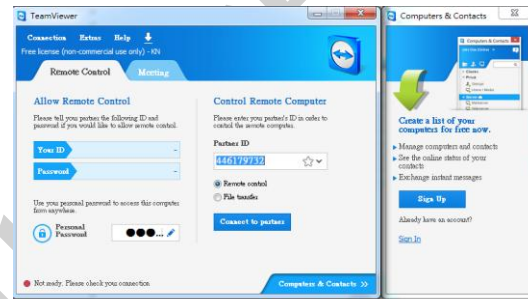 TeamViewer
Connection Extras Help
Free license (non-commercial use only) - KN
Remote Control
Meeting
Allow Remote Control
Please tell your partner the following ID and
password if you would like to allow remote control.
Your ID -
Password -
Use your personal password to access this computer
from anywhere.
Personal
Password
Control Remote Computer
Please enter your partner's ID in order to
control the remote computer.
Partner ID
446179732
Remote control
File transfer
Connect to partner
Not ready. Please check your connection
Computers & Contacts >>
Computers & Contacts
Computers & Contacts
Create a list of your
computers for free now.
Manage computers and contacts
See the online status of your
contacts
Exchange instant messages
Sign Up
Already have an account?
Sign In